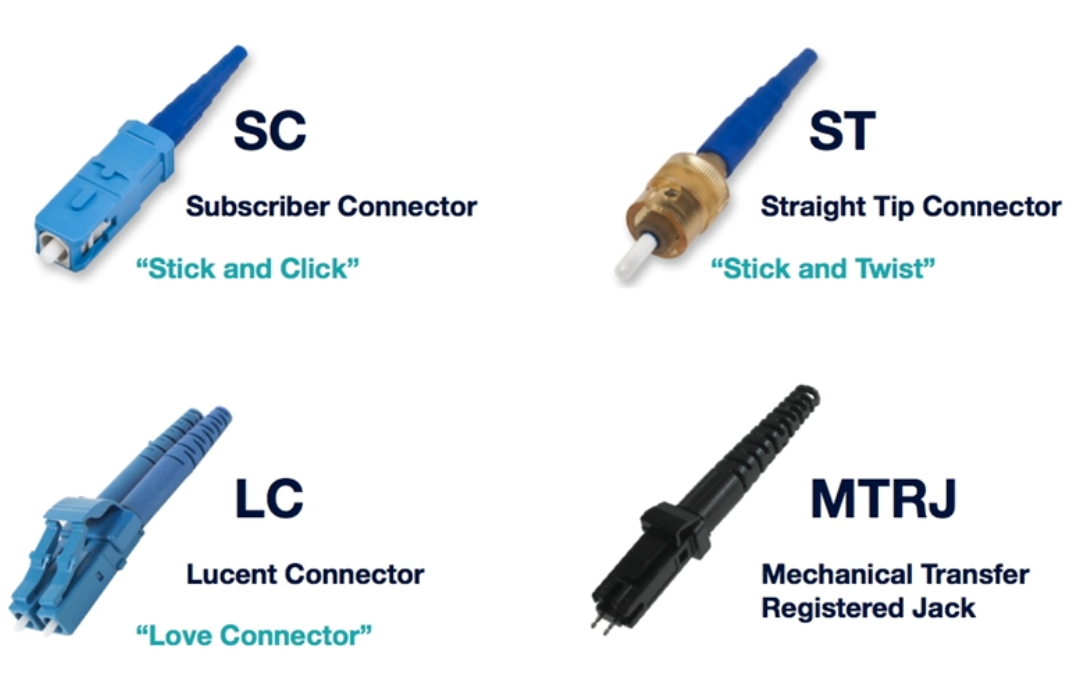 SC
Subscriber Connector
“Stick and Click”
ST
Straight Tip Connector
“Stick and Twist”
LC
Lucent Connector
“Love Connector”
MTRJ
Mechanical Transfer
Registered Jack